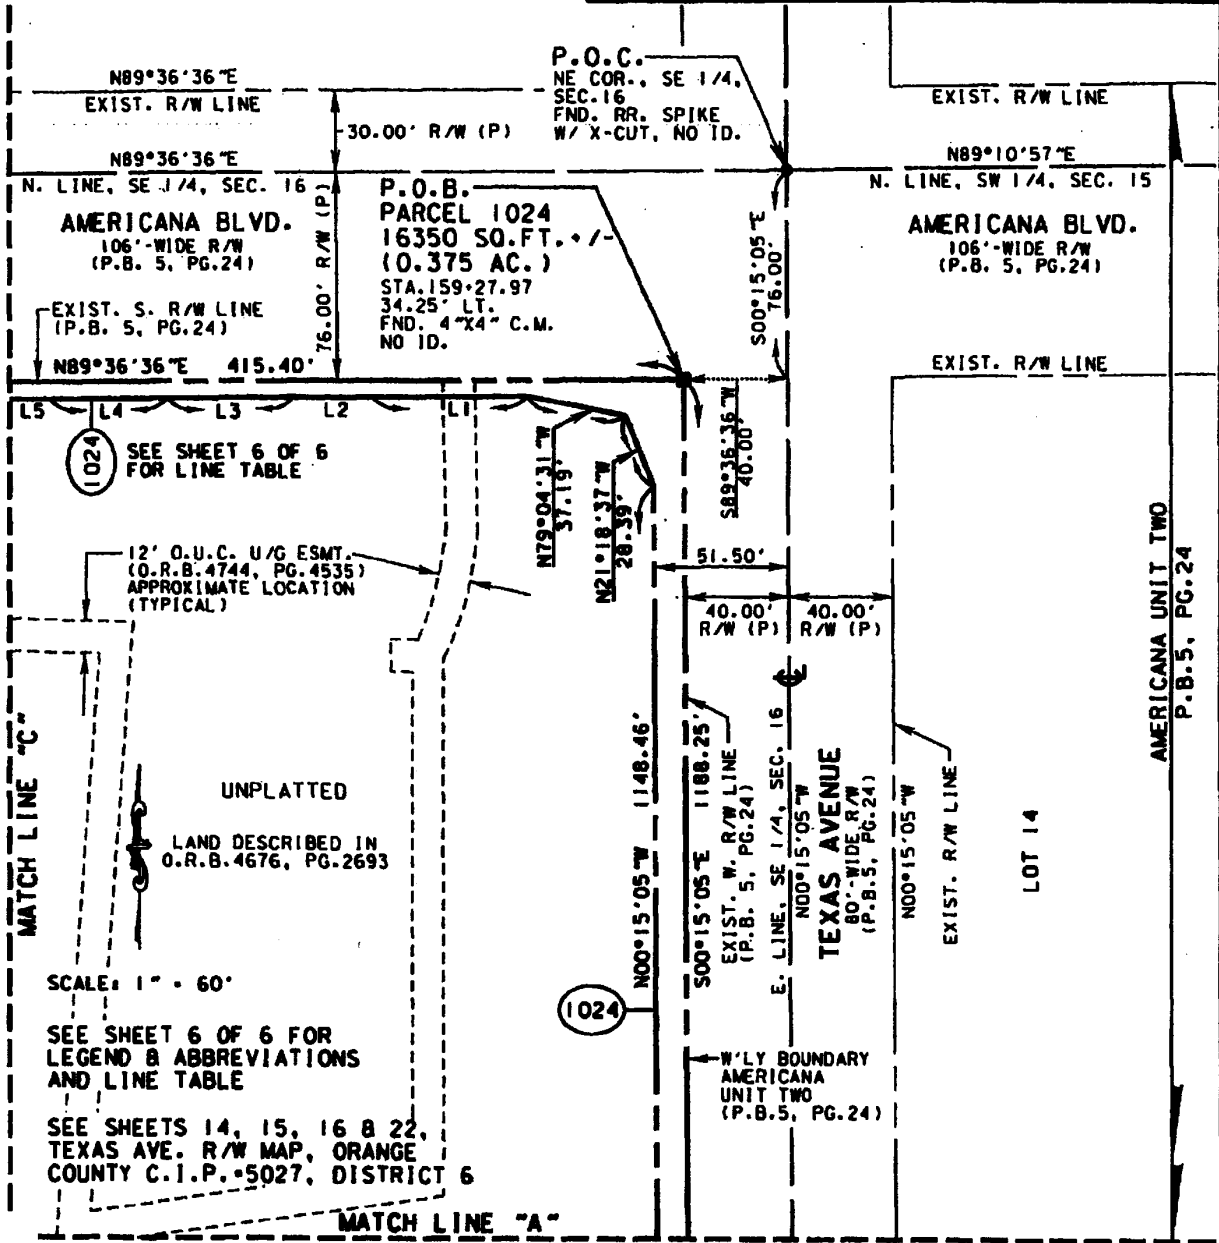 N89°36'36"E
EXIST. R/W LINE
30.00' R/W (P)
N89°36'36"E
N. LINE, SE 1/4, SEC. 16
AMERICANA BLVD.
106'-WIDE R/W
(P.B. 5, PG.24)
76.00' R/W (P)
EXIST. S. R/W LINE
(P.B. 5, PG.24)
N89°36'36"E 415.40'
P.O.C.
NE COR., SE 1/4,
SEC.16
FND. RR. SPIKE
W/ X-CUT, NO ID.
P.O.B.
PARCEL 1024
16350 SQ.FT.+/-
(0.375 AC.)
STA.159+27.97
34.25' LT.
FND. 4"X4" C.M.
NO ID.
S00°15'05"E
76.00'
EXIST. R/W LINE
N89°10'57"E
N. LINE, SW 1/4, SEC. 15
AMERICANA BLVD.
106'-WIDE R/W
(P.B. 5, PG.24)
EXIST. R/W LINE
L5 L4 L3 L2 L1
1024
SEE SHEET 6 OF 6
FOR LINE TABLE
N79°04'31"W
37.19'
N21°18'37"W
28.39'
S89°36'36"W
40.00'
12' O.U.C. U/G ESMT.
(O.R.B.4744, PG.4535)
APPROXIMATE LOCATION
(TYPICAL)
51.50'
40.00'
R/W (P)
40.00'
R/W (P)
AMERICANA UNIT TWO
P.B.5, PG.24
MATCH LINE "C"
UNPLATTED
LAND DESCRIBED IN
O.R.B.4676, PG.2693
N00°15'05"W 1148.46'
S00°15'05"E 1188.25'
EXIST. W. R/W LINE
(P.B. 5, PG.24)
E. LINE, SE 1/4, SEC. 16
N00°15'05"W
TEXAS AVENUE
80'-WIDE R/W
(P.B.5, PG.24)
N00°15'05"W
EXIST. R/W LINE
LOT 14
SCALE: 1" = 60'
1024
SEE SHEET 6 OF 6 FOR
LEGEND & ABBREVIATIONS
AND LINE TABLE
W'LY BOUNDARY
AMERICANA
UNIT TWO
(P.B.5, PG.24)
SEE SHEETS 14, 15, 16 & 22,
TEXAS AVE. R/W MAP, ORANGE
COUNTY C.I.P. #5027, DISTRICT 6
MATCH LINE "A"